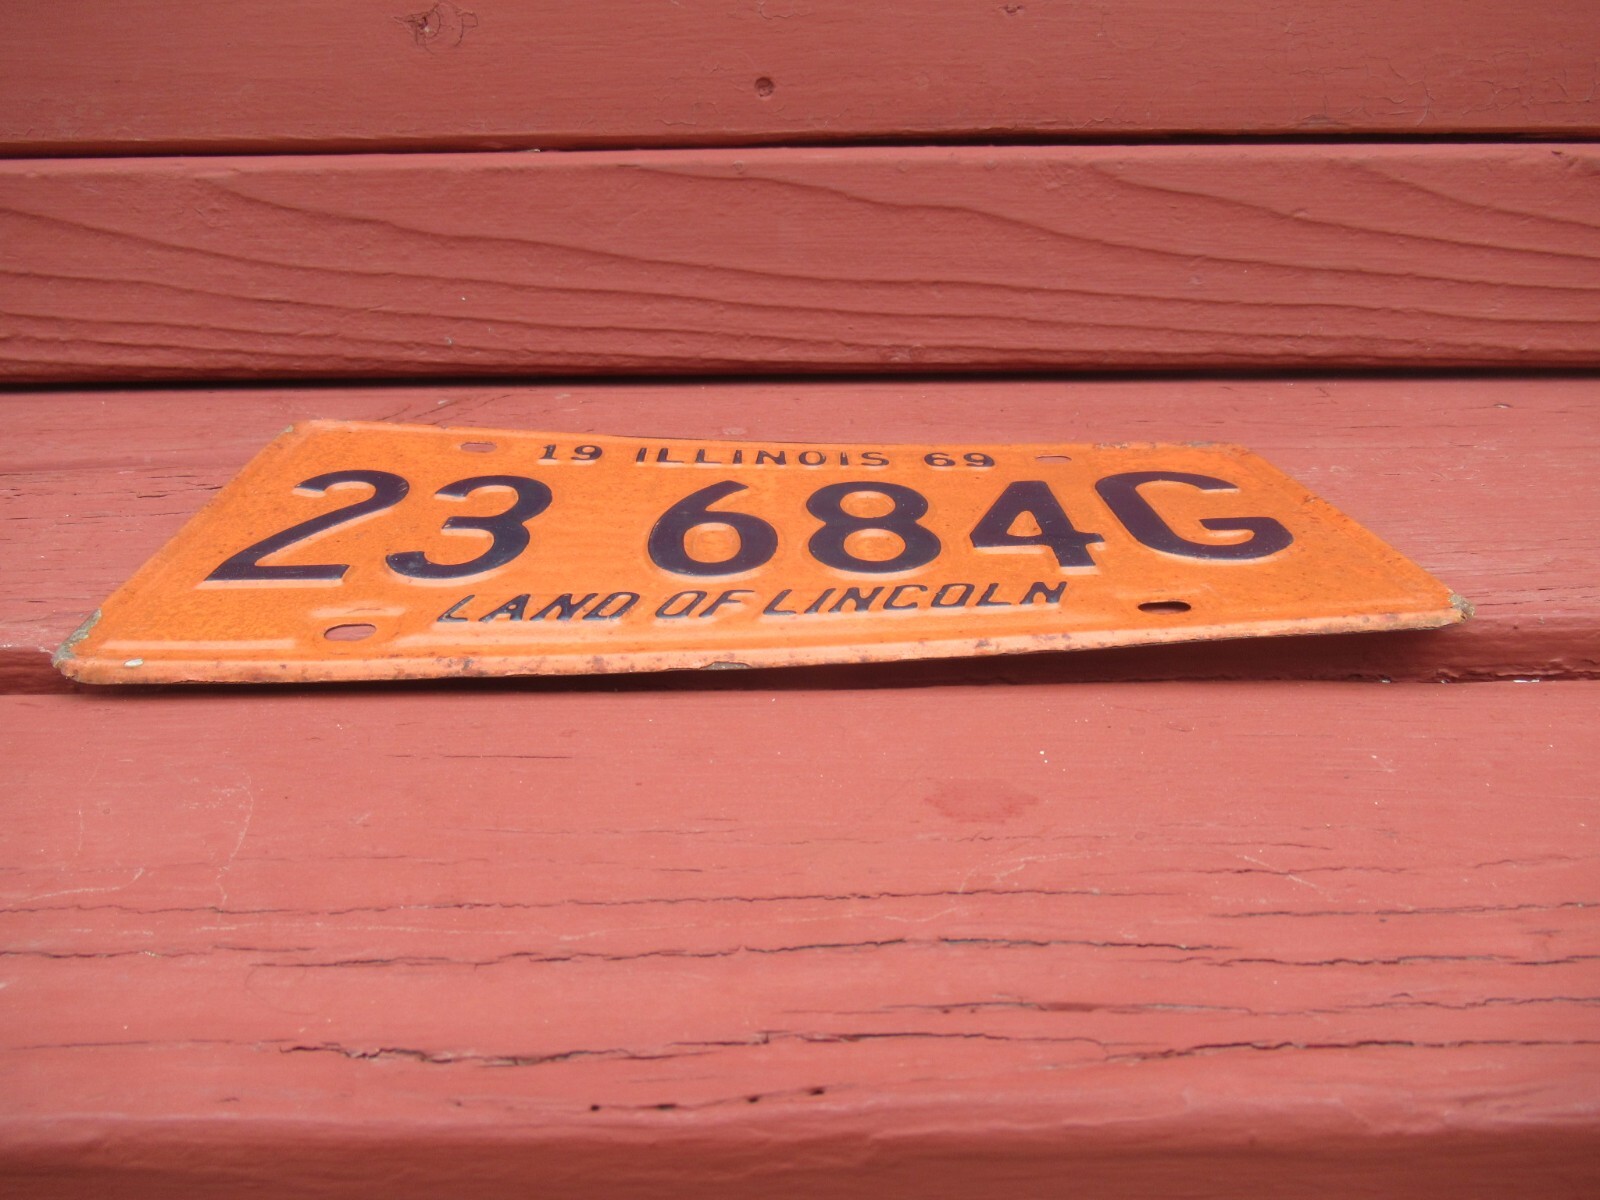 19 ILLINOIS 69
23 684G
LAND OF LINCOLN